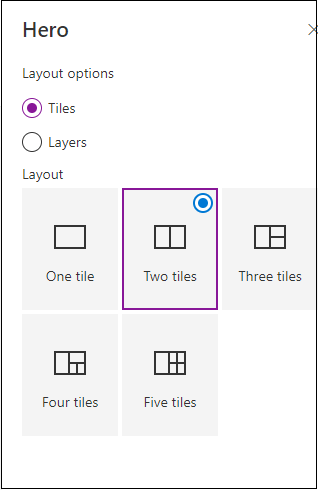 Hero
Layout options
Tiles
Layers
Layout
One tile
Two tiles
Three tiles
Four tiles
Five tiles